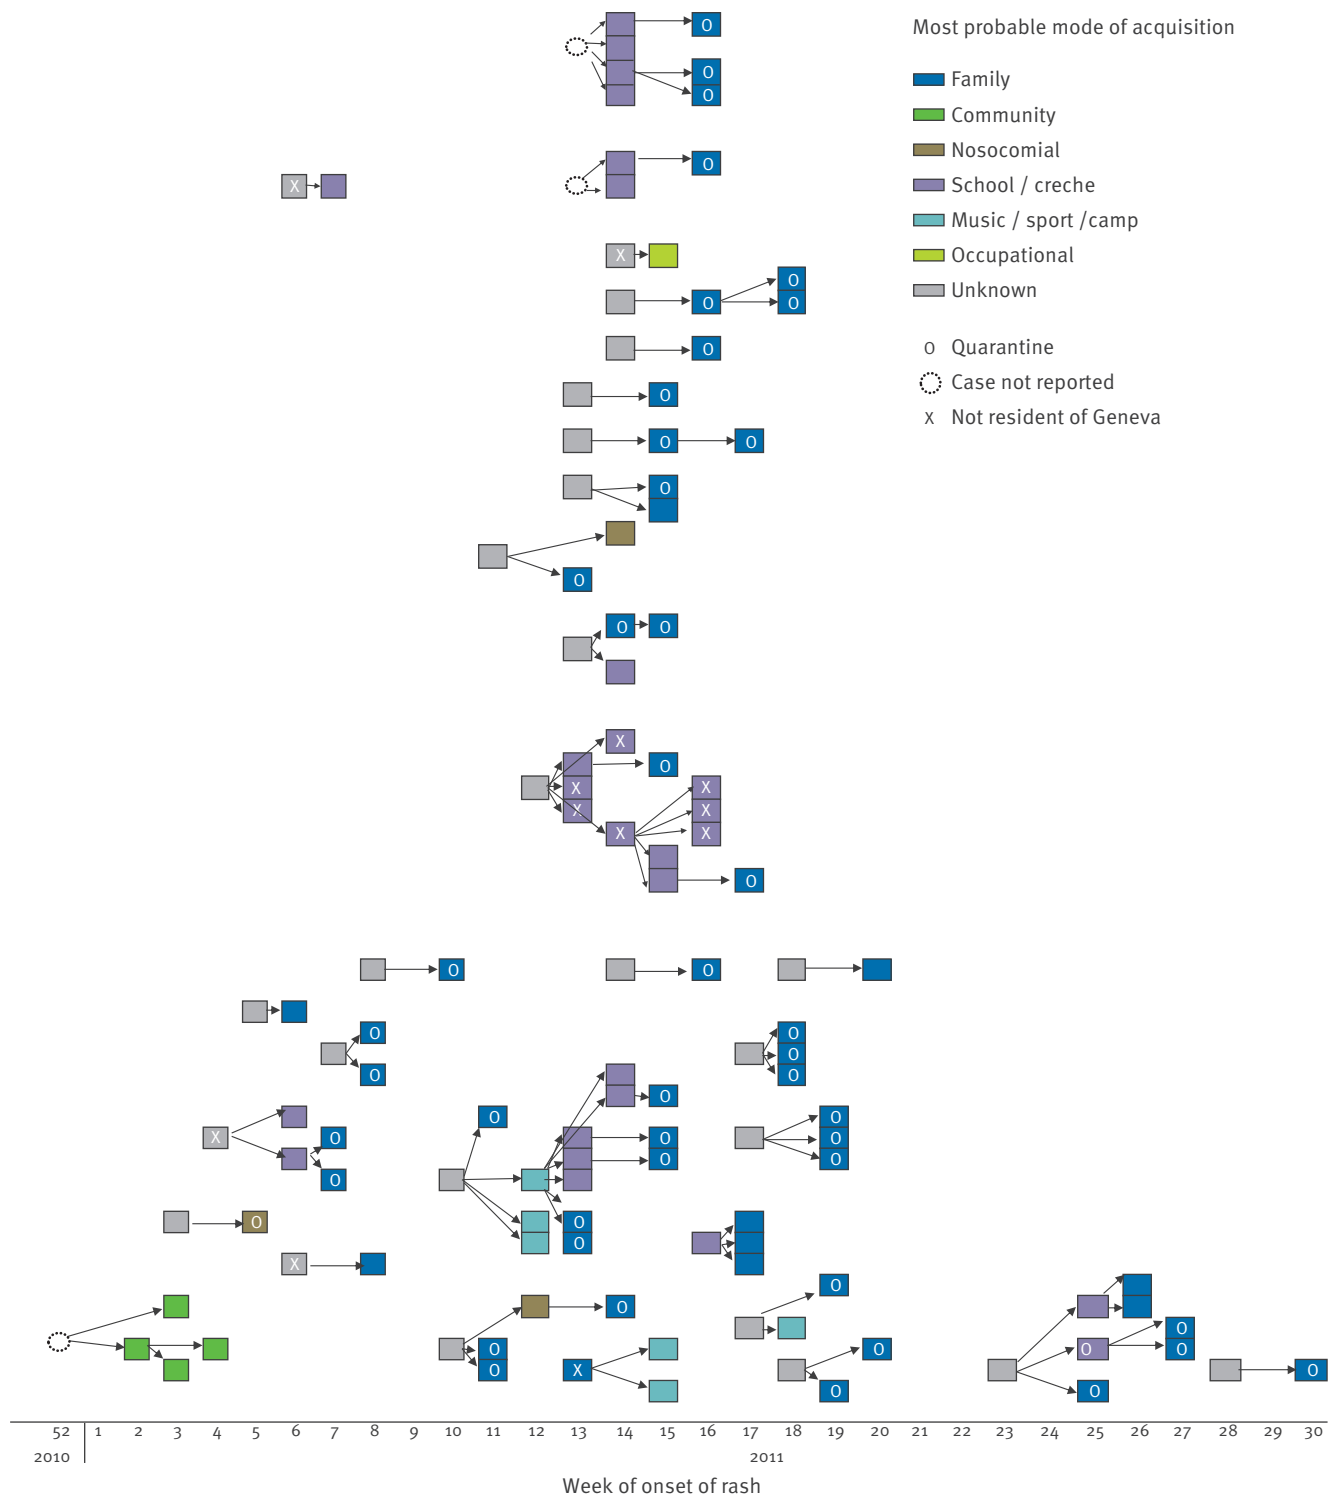 Most probable mode of acquisition
Family
Community
Nosocomial
School / creche
Music / sport /camp
Occupational
Unknown
O Quarantine
Case not reported
X Not resident of Geneva
O
O
O
O
X
X
O
O
O
O
O
O
O
O
O
O
O
X
O
X
X
X
X
X
X
O
O
O
O
O
O
O
O
O
O
O
O
X
O
O
O
O
O
O
O
O
O
X
O
O
O
O
O
O
O
O
O
X
O
O
O
52 1 2 3 4 5 6 7 8 9 10 11 12 13 14 15 16 17 18 19 20 21 22 23 24 25 26 27 28 29 30
2010 2011
Week of onset of rash